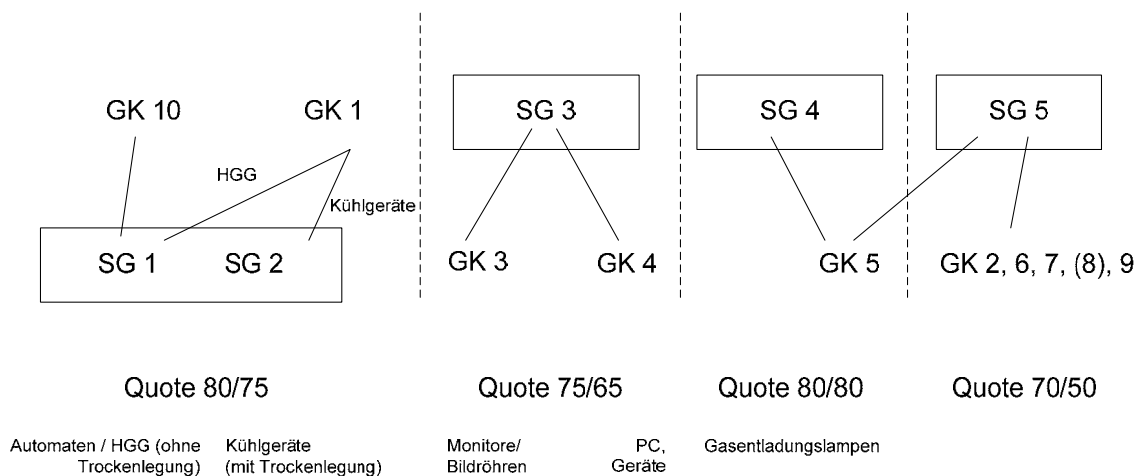 GK 10
GK 1
SG 3
SG 4
SG 5
HGG
Kühlgeräte
SG 1
SG 2
GK 3
GK 4
GK 5
GK 2, 6, 7, (8), 9
Quote 80/75
Quote 75/65
Quote 80/80
Quote 70/50
Automaten / HGG (ohne
Trockenlegung)
Kühlgeräte
(mit Trockenlegung)
Monitore/
Bildröhren
PC,
Geräte
Gasentladungslampen